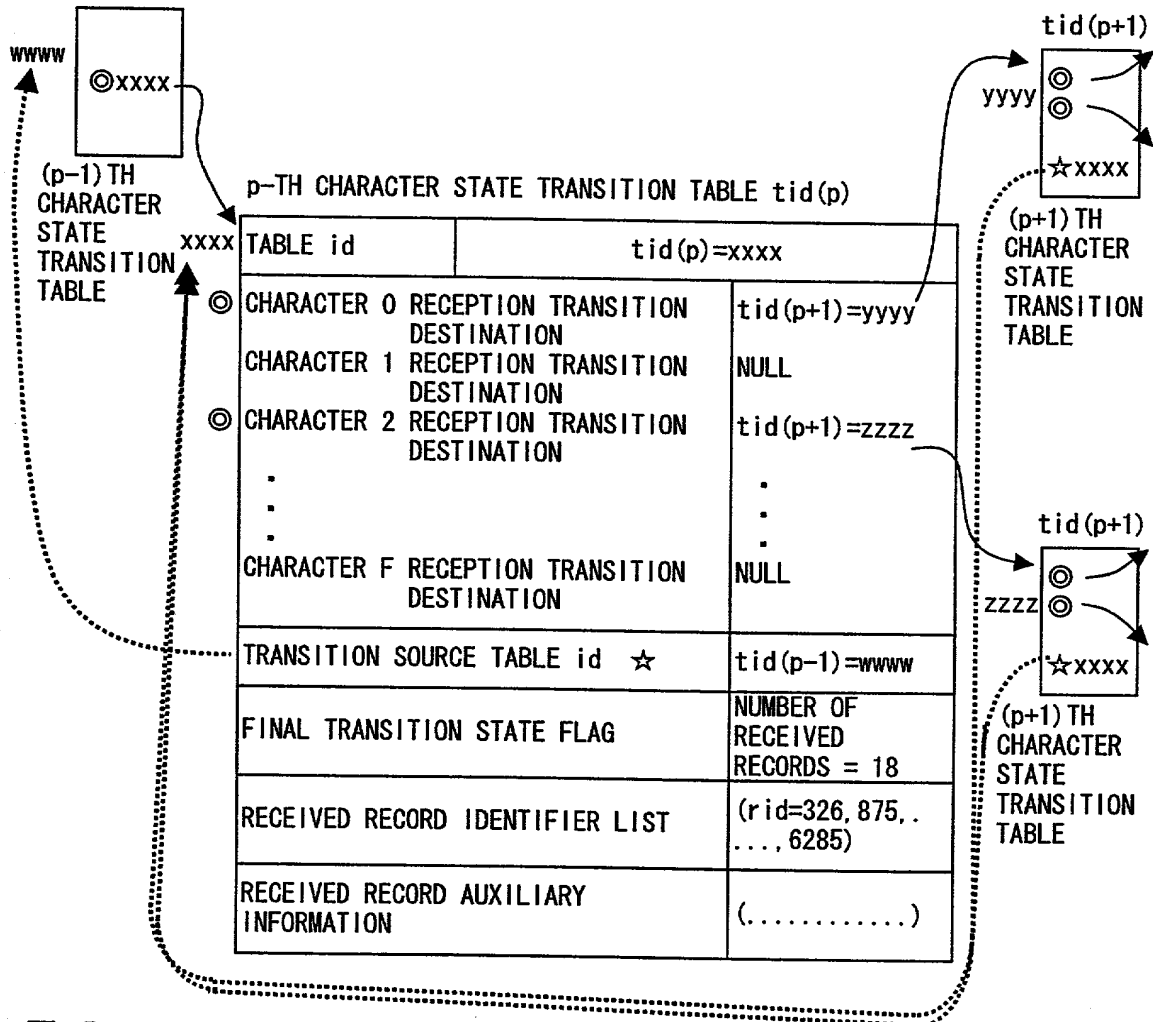 wwww
◎xxxx
(p-1)TH
CHARACTER
STATE
TRANSITION
TABLE
p-TH CHARACTER STATE TRANSITION TABLE tid(p)
xxxx
TABLE id
tid(p)=xxxx
◎ CHARACTER 0 RECEPTION TRANSITION
DESTINATION
tid(p+1)=yyyy
CHARACTER 1 RECEPTION TRANSITION
DESTINATION
NULL
◎ CHARACTER 2 RECEPTION TRANSITION
DESTINATION
tid(p+1)=zzzz
CHARACTER F RECEPTION TRANSITION
DESTINATION
NULL
TRANSITION SOURCE TABLE id ☆
tid(p-1)=wwww
FINAL TRANSITION STATE FLAG
NUMBER OF
RECEIVED
RECORDS = 18
RECEIVED RECORD IDENTIFIER LIST
(rid=326,875,.
...,6285)
RECEIVED RECORD AUXILIARY
INFORMATION
(.............)
tid(p+1)
yyyy
◎
◎
☆xxxx
(p+1)TH
CHARACTER
STATE
TRANSITION
TABLE
tid(p+1)
zzzz
◎
◎
☆xxxx
(p+1)TH
CHARACTER
STATE
TRANSITION
TABLE